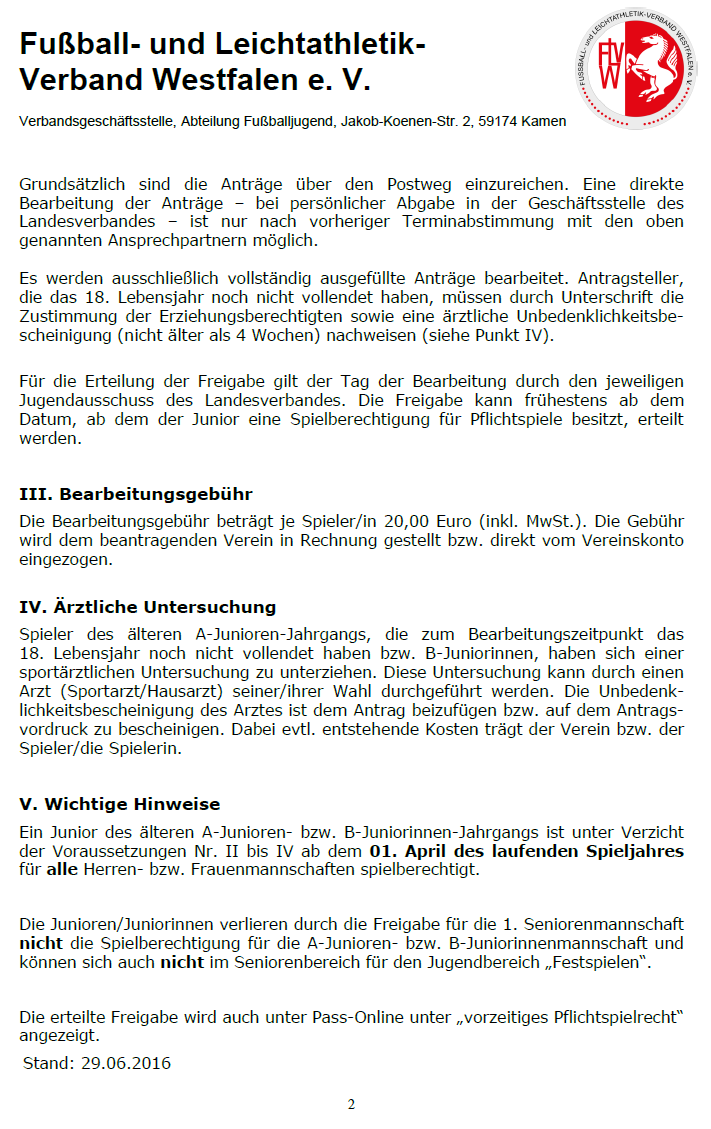 Fußball- und Leichtathletik-
Verband Westfalen e. V.
Verbandsgeschäftsstelle, Abteilung Fußballjugend, Jakob-Koenen-Str. 2, 59174 Kamen
FUSSBALL- und LEICHTATHLETIK-VERBAND WESTFALEN e. V.
FLVW
Grundsätzlich sind die Anträge über den Postweg einzureichen. Eine direkte
Bearbeitung der Anträge – bei persönlicher Abgabe in der Geschäftsstelle des
Landesverbandes – ist nur nach vorheriger Terminabstimmung mit den oben
genannten Ansprechpartnern möglich.
Es werden ausschließlich vollständig ausgefüllte Anträge bearbeitet. Antragsteller,
die das 18. Lebensjahr noch nicht vollendet haben, müssen durch Unterschrift die
Zustimmung der Erziehungsberechtigten sowie eine ärztliche Unbedenklichkeitsbe-
scheinigung (nicht älter als 4 Wochen) nachweisen (siehe Punkt IV).
Für die Erteilung der Freigabe gilt der Tag der Bearbeitung durch den jeweiligen
Jugendausschuss des Landesverbandes. Die Freigabe kann frühestens ab dem
Datum, ab dem der Junior eine Spielberechtigung für Pflichtspiele besitzt, erteilt
werden.
III. Bearbeitungsgebühr
Die Bearbeitungsgebühr beträgt je Spieler/in 20,00 Euro (inkl. MwSt.). Die Gebühr
wird dem beantragenden Verein in Rechnung gestellt bzw. direkt vom Vereinskonto
eingezogen.
IV. Ärztliche Untersuchung
Spieler des älteren A-Junioren-Jahrgangs, die zum Bearbeitungszeitpunkt das
18. Lebensjahr noch nicht vollendet haben bzw. B-Juniorinnen, haben sich einer
sportärztlichen Untersuchung zu unterziehen. Diese Untersuchung kann durch einen
Arzt (Sportarzt/Hausarzt) seiner/ihrer Wahl durchgeführt werden. Die Unbedenk-
lichkeitsbescheinigung des Arztes ist dem Antrag beizufügen bzw. auf dem Antrags-
vordruck zu bescheinigen. Dabei evtl. entstehende Kosten trägt der Verein bzw. der
Spieler/die Spielerin.
V. Wichtige Hinweise
Ein Junior des älteren A-Junioren- bzw. B-Juniorinnen-Jahrgangs ist unter Verzicht
der Voraussetzungen Nr. II bis IV ab dem 01. April des laufenden Spieljahres
für alle Herren- bzw. Frauenmannschaften spielberechtigt.
Die Junioren/Juniorinnen verlieren durch die Freigabe für die 1. Seniorenmannschaft
nicht die Spielberechtigung für die A-Junioren- bzw. B-Juniorinnenmannschaft und
können sich auch nicht im Seniorenbereich für den Jugendbereich „Festspielen“.
Die erteilte Freigabe wird auch unter Pass-Online unter „vorzeitiges Pflichtspielrecht“
angezeigt.
Stand: 29.06.2016
2